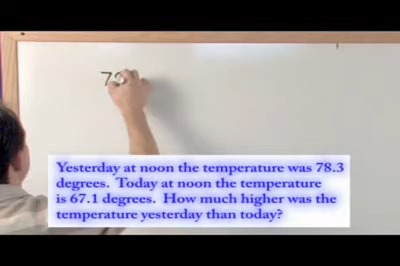 78
Yesterday at noon the temperature was 78.3
degrees.  Today at noon the temperature
is 67.1 degrees.  How much higher was the
temperature yesterday than today?